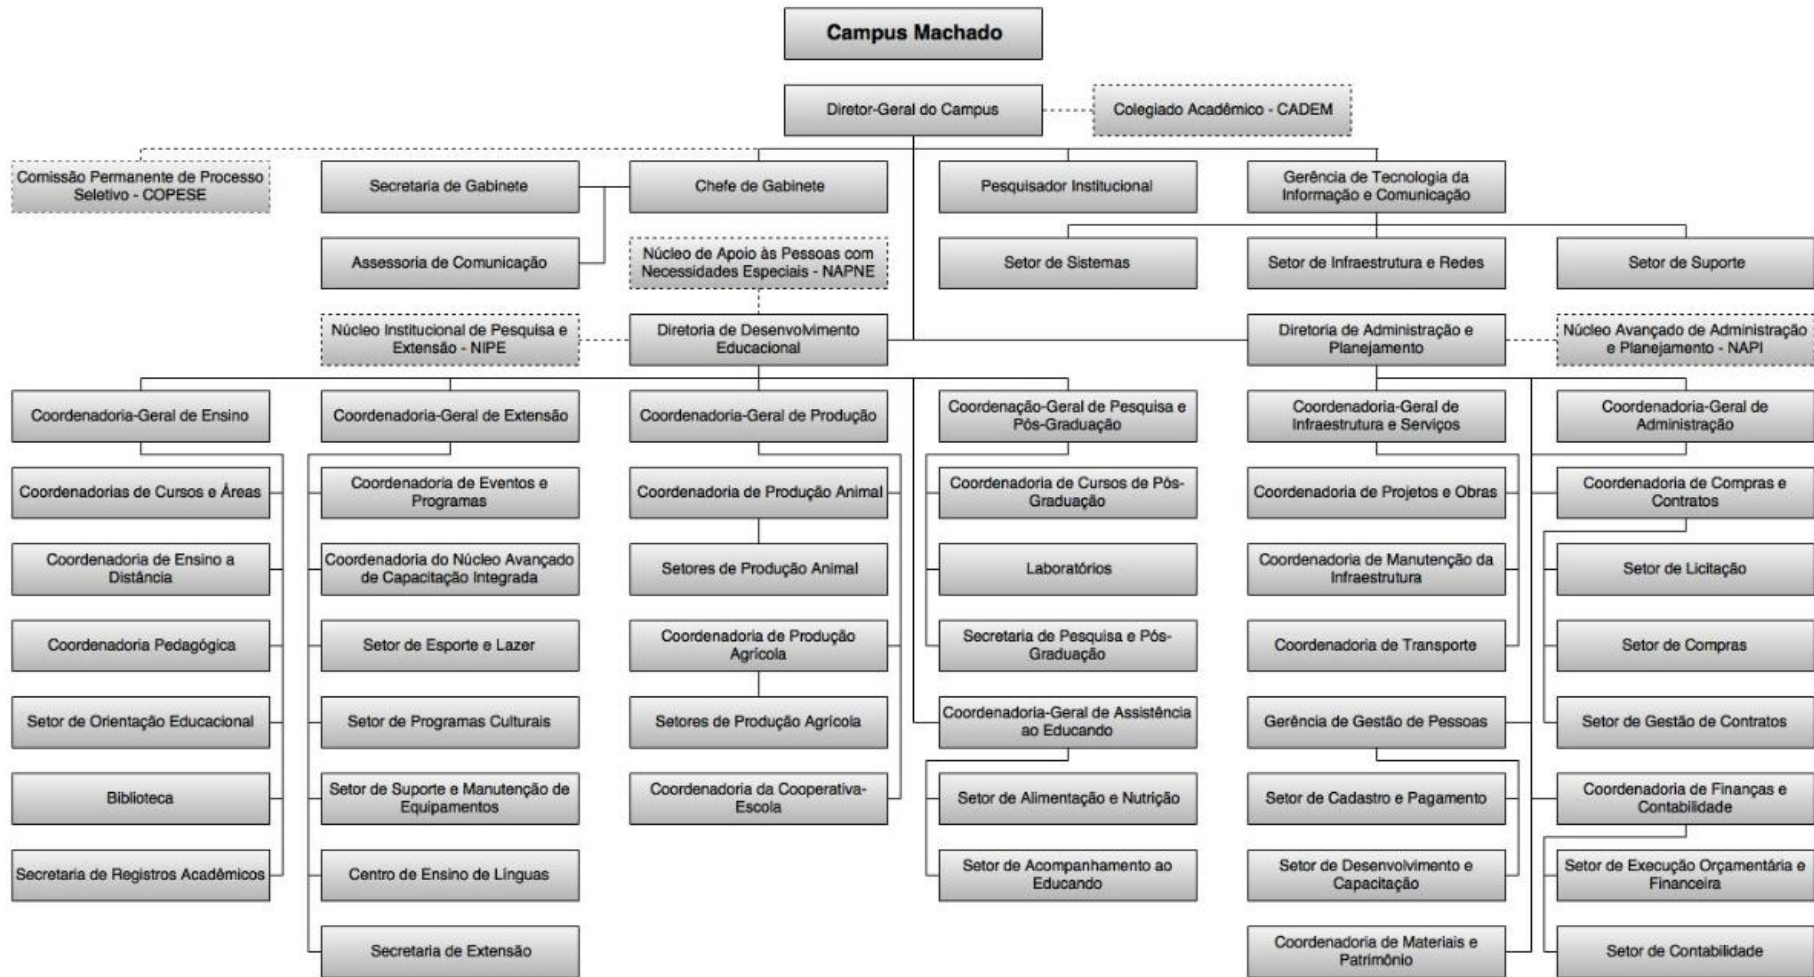 Campus Machado
Diretor-Geral do Campus
Colegiado Acadêmico - CADEM
Comissão Permanente de Processo
Seletivo - COPESE
Secretaria de Gabinete
Chefe de Gabinete
Pesquisador Institucional
Gerência de Tecnologia da
Informação e Comunicação
Assessoria de Comunicação
Núcleo de Apoio às Pessoas com
Necessidades Especiais - NAPNE
Setor de Sistemas
Setor de Infraestrutura e Redes
Setor de Suporte
Núcleo Institucional de Pesquisa e
Extensão - NIPE
Diretoria de Desenvolvimento
Educacional
Diretoria de Administração e
Planejamento
Núcleo Avançado de Administração
e Planejamento - NAPI
Coordenadoria-Geral de Ensino
Coordenadoria-Geral de Extensão
Coordenadoria-Geral de Produção
Coordenação-Geral de Pesquisa e
Pós-Graduação
Coordenadoria-Geral de
Infraestrutura e Serviços
Coordenadoria-Geral de
Administração
Coordenadorias de Cursos e Áreas
Coordenadoria de Eventos e
Programas
Coordenadoria de Produção Animal
Coordenadoria de Cursos de Pós-
Graduação
Coordenadoria de Projetos e Obras
Coordenadoria de Compras e
Contratos
Coordenadoria de Ensino a
Distância
Coordenadoria do Núcleo Avançado
de Capacitação Integrada
Setores de Produção Animal
Laboratórios
Coordenadoria de Manutenção da
Infraestrutura
Setor de Licitação
Coordenadoria Pedagógica
Setor de Esporte e Lazer
Coordenadoria de Produção
Agrícola
Secretaria de Pesquisa e Pós-
Graduação
Coordenadoria de Transporte
Setor de Compras
Setor de Orientação Educacional
Setor de Programas Culturais
Setores de Produção Agrícola
Coordenadoria-Geral de Assistência
ao Educando
Gerência de Gestão de Pessoas
Setor de Gestão de Contratos
Biblioteca
Setor de Suporte e Manutenção de
Equipamentos
Coordenadoria da Cooperativa-
Escola
Setor de Alimentação e Nutrição
Setor de Cadastro e Pagamento
Coordenadoria de Finanças e
Contabilidade
Secretaria de Registros Acadêmicos
Centro de Ensino de Línguas
Setor de Acompanhamento ao
Educando
Setor de Desenvolvimento e
Capacitação
Setor de Execução Orçamentária e
Financeira
Secretaria de Extensão
Coordenadoria de Materiais e
Patrimônio
Setor de Contabilidade